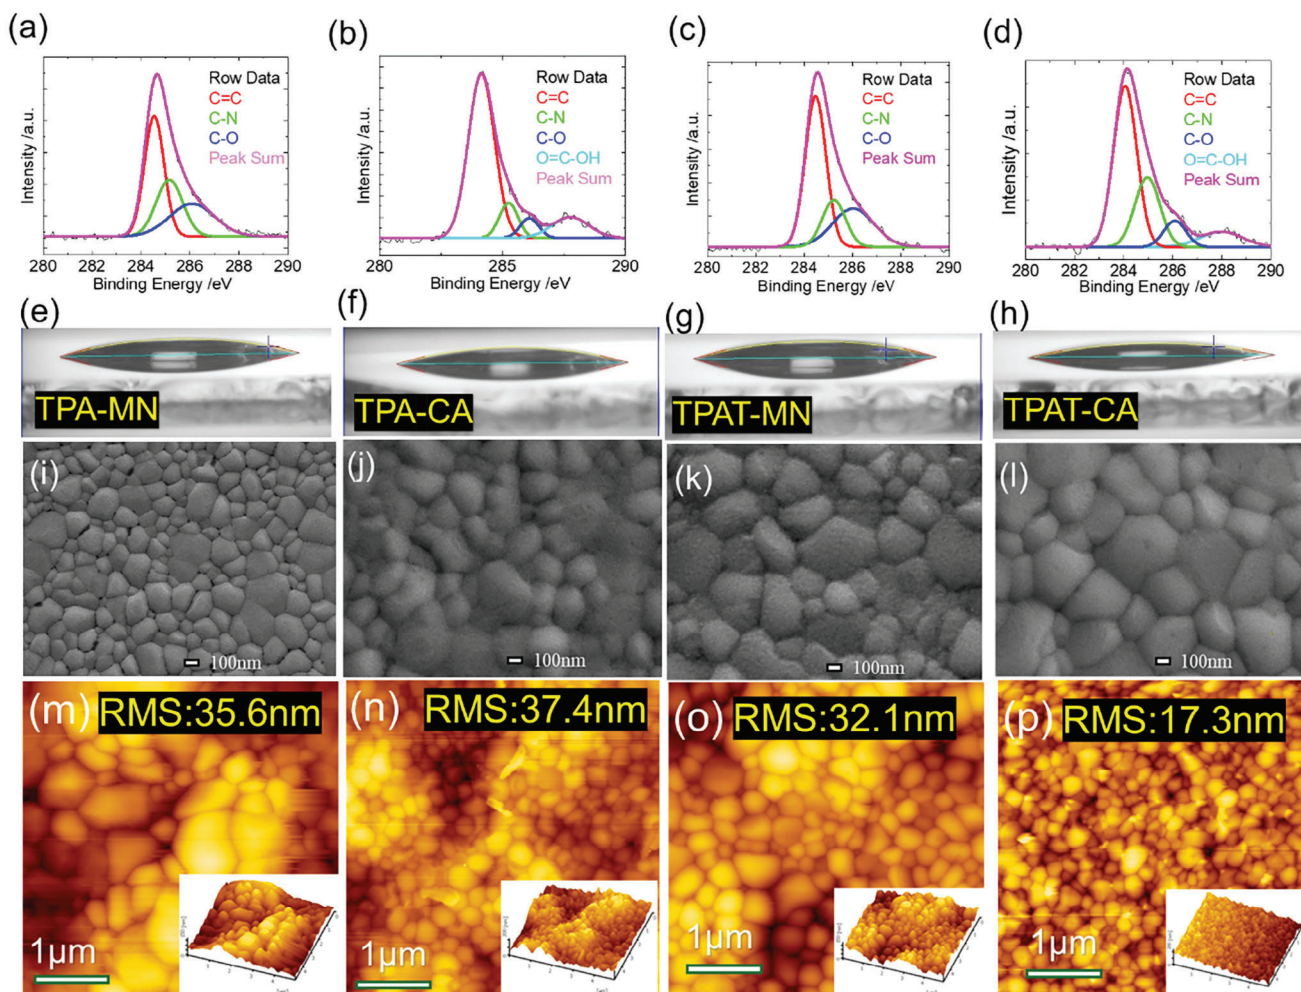 (a)
Intensity /a.u.
Row Data
C=C
C-N
C-O
Peak Sum
280 282 284 286 288 290
Binding Energy /eV
(b)
Intensity /a.u.
Row Data
C=C
C-N
C-O
O=C-OH
Peak Sum
280 285 290
Binding Energy /eV
(c)
Intensity /a.u.
Row Data
C=C
C-N
C-O
Peak Sum
280 282 284 286 288 290
Binding Energy /eV
(d)
Intensity /a.u.
Row Data
C=C
C-N
C-O
O=C-OH
Peak Sum
280 282 284 286 288 290
Binding Energy /eV
(e)
TPA-MN
(f)
TPA-CA
(g)
TPAT-MN
(h)
TPAT-CA
(i)
100nm
(j)
100nm
(k)
100nm
(l)
100nm
(m) RMS:35.6nm
1μm
(n) RMS:37.4nm
1μm
(o) RMS:32.1nm
1μm
(p) RMS:17.3nm
1μm